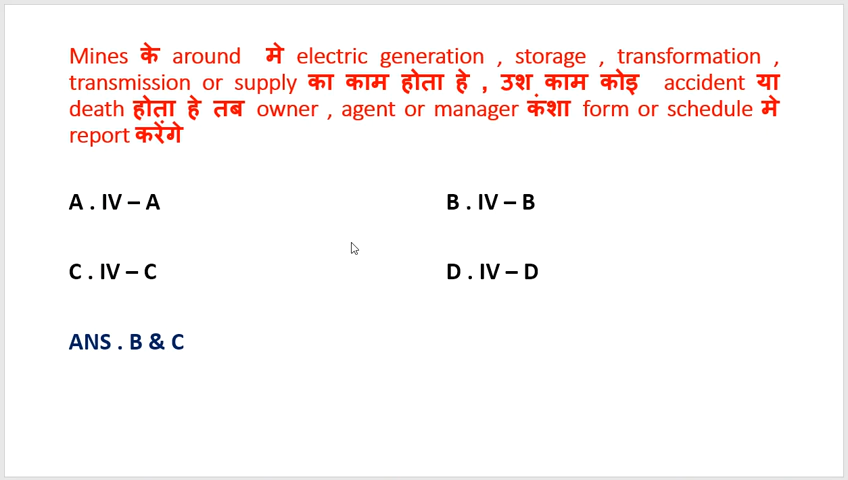 Mines के around मे electric generation , storage , transformation ,
transmission or supply का काम होता हे , उश काम कोइ accident या
death होता हे तब owner , agent or manager कंशा form or schedule मे
report करेंगे
A . IV – A
B . IV – B
C . IV – C
D . IV – D
ANS . B & C